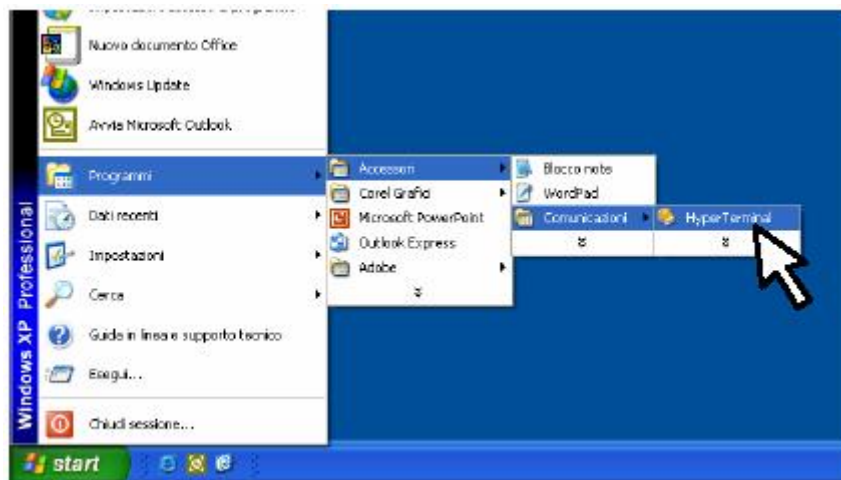 Nuovo documento Office
Windows Update
Avvia Microsoft Outlook
Programmi
Dati recenti
Impostazioni
Cerca
Guida in linea e supporto tecnico
Esegui...
Chiudi sessione...
Windows XP Professional
start
Accessori
Corel Grafici
Microsoft PowerPoint
Outlook Express
Adobe
Blocco note
WordPad
Comunicazioni
HyperTerminal